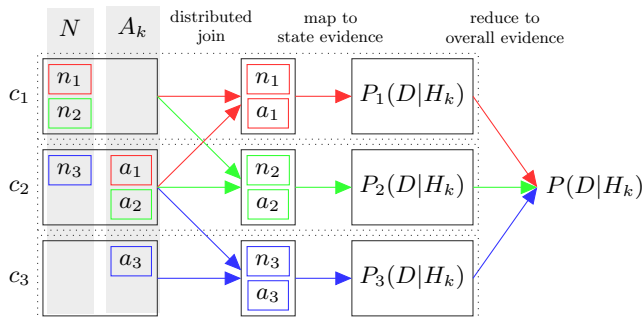 N A_k distributed join map to state evidence reduce to overall evidence
c_1 n_1 n_2 n_1 a_1 P_1(D|H_k)
c_2 n_3 a_1 a_2 n_2 a_2 P_2(D|H_k) P(D|H_k)
c_3 a_3 n_3 a_3 P_3(D|H_k)